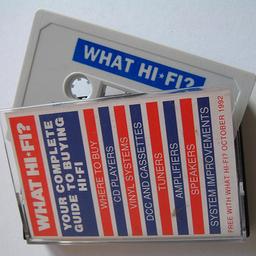 WHAT HI★FI?
WHAT HI-FI?
YOUR COMPLETE
GUIDE TO BUYING
HI-FI
WHERE TO BUY
CD PLAYERS
VINYL SYSTEMS
DCC AND CASSETTES
TUNERS
AMPLIFIERS
SPEAKERS
SYSTEM IMPROVEMENTS
FREE WITH WHAT HI-FI? OCTOBER 1992